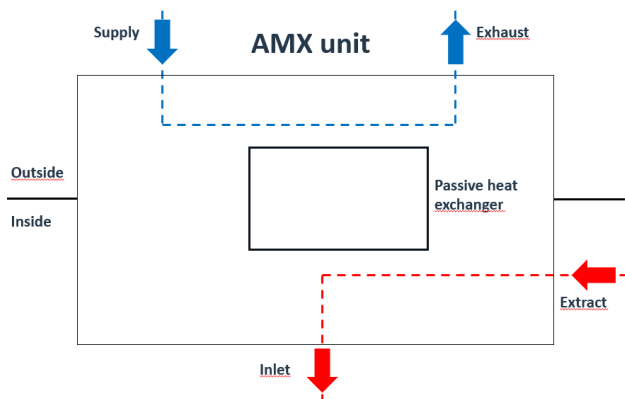 Supply
AMX unit
Exhaust
Outside
Inside
Passive heat
exchanger
Extract
Inlet